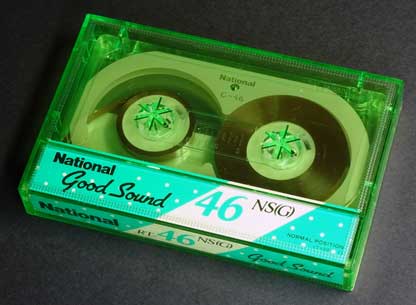 National
C-46
National
Good Sound
46 NS(G)
NORMAL POSITION
National
RT-46 NS(G)
Good Sound